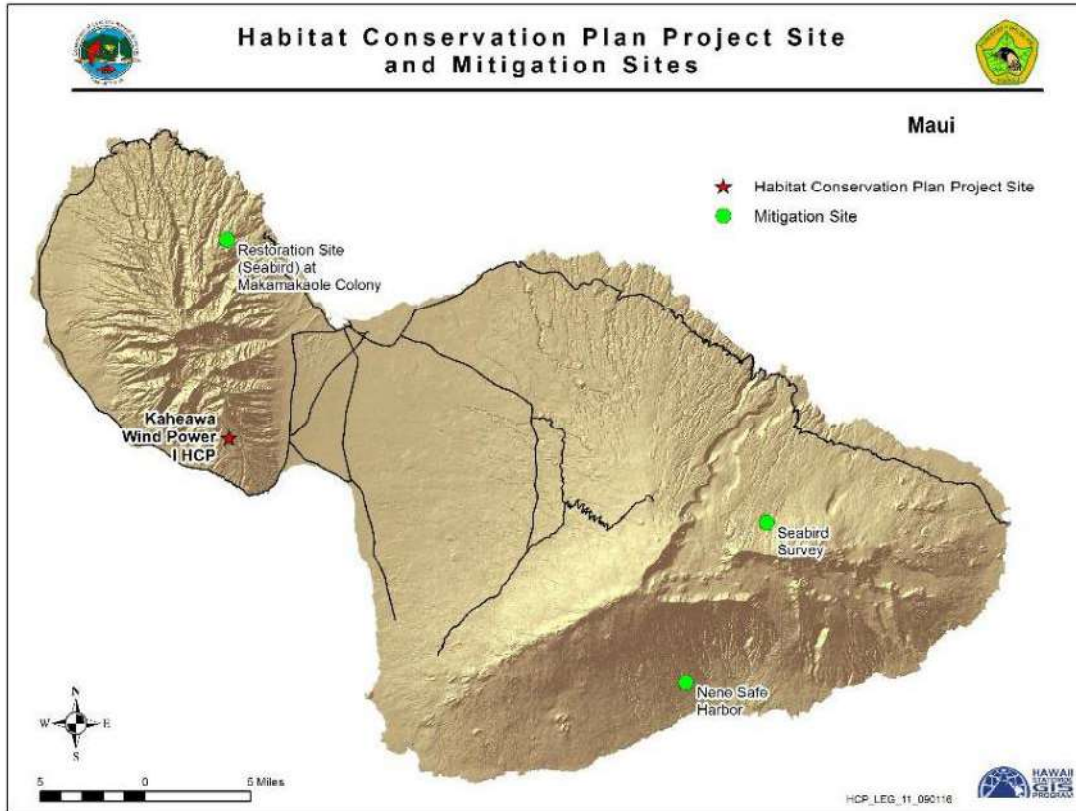 Habitat Conservation Plan Project Site
and Mitigation Sites
Maui
Habitat Conservation Plan Project Site
Mitigation Site
Restoration Site
(Seabird) at
Makamakaole Colony
Kaheawa
Wind Power
I HCP
Seabird
Survey
Nene Safe
Harbor
N
W E
S
5 0 5 Miles
HCP_LEG_11_090116
HAWAII
STATEWIDE
GIS
PROGRAM